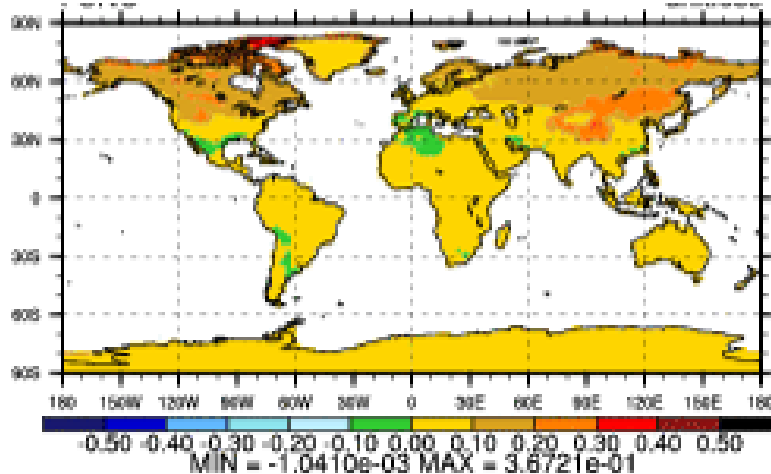 90N
60N
30N
0
30S
60S
90S
180 150W 120W 90W 60W 30W 0 30E 60E 90E 120E 150E 180
-0.50 -0.40 -0.30 -0.20 -0.10 0.00 0.10 0.20 0.30 0.40 0.50
MIN = -1.0410e-03 MAX = 3.6721e-01